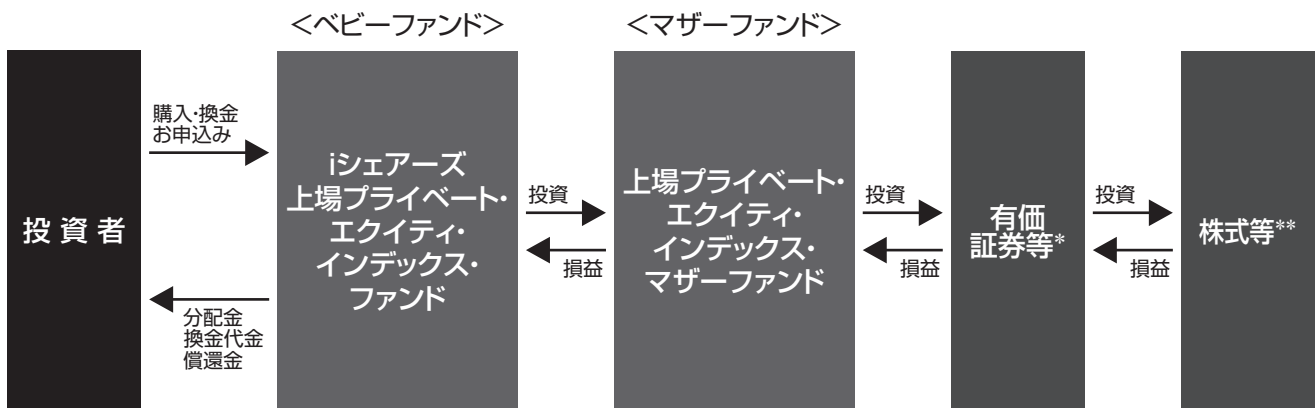 <ベビーファンド>
<マザーファンド>
投資者
購入・換金
お申込み
分配金
換金代金
償還金
iシェアーズ
上場プライベート・
エクイティ・
インデックス・
ファンド
投資
損益
上場プライベート・
エクイティ・
インデックス・
マザーファンド
投資
損益
有価
証券等*
投資
損益
株式等**